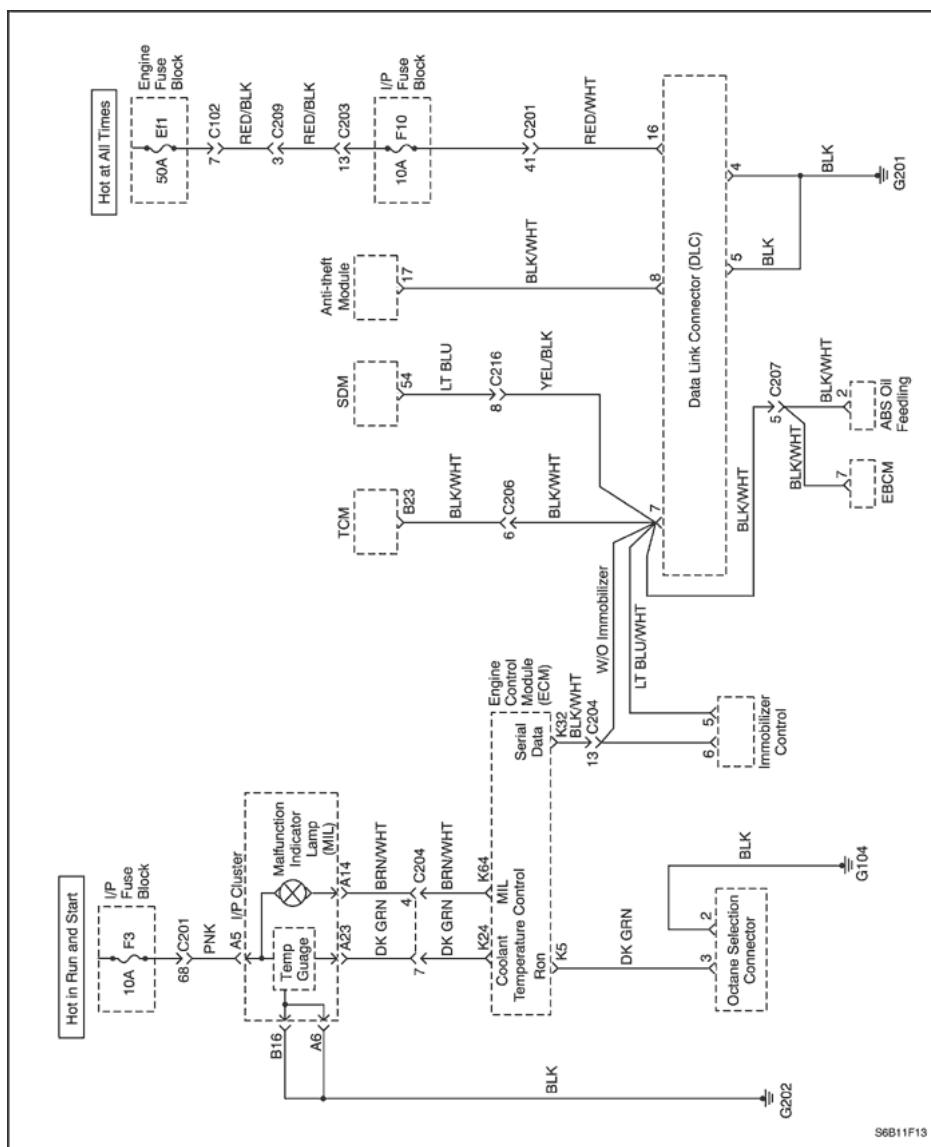 Hot in Run and Start
I/P
Fuse
Block
F3
10A
C201
68
PNK
A5
I/P Cluster
Malfunction
Indicator
Lamp
(MIL)
Temp
Guage
B16
A6
A23
A14
DK GRN
BRN/WHT
C204
4
7
DK GRN
BRN/WHT
K24
K64
Coolant
Temperature Control
MIL
Ron
K5
Serial
Data
K32
Engine
Control
Module
(ECM)
BLK/WHT
13
C204
DK GRN
3
2
Octane Selection
Connector
BLK
G104
BLK
G202
6
5
Immobilizer
Control
W/O Immobilizer
LT BLU/WHT
TCM
B23
BLK/WHT
6
C206
BLK/WHT
SDM
54
LT BLU
8
C216
YEL/BLK
7
Anti-theft
Module
17
BLK/WHT
8
Hot at All Times
Engine
Fuse
Block
Ef1
50A
7
C102
RED/BLK
3
C209
RED/BLK
13
C203
I/P
Fuse
Block
F10
10A
41
C201
RED/WHT
16
Data Link Connector (DLC)
5
4
BLK
BLK
G201
BLK/WHT
5
C207
BLK/WHT
BLK/WHT
7
EBCM
2
ABS Oil
Feedling
S6B11F13